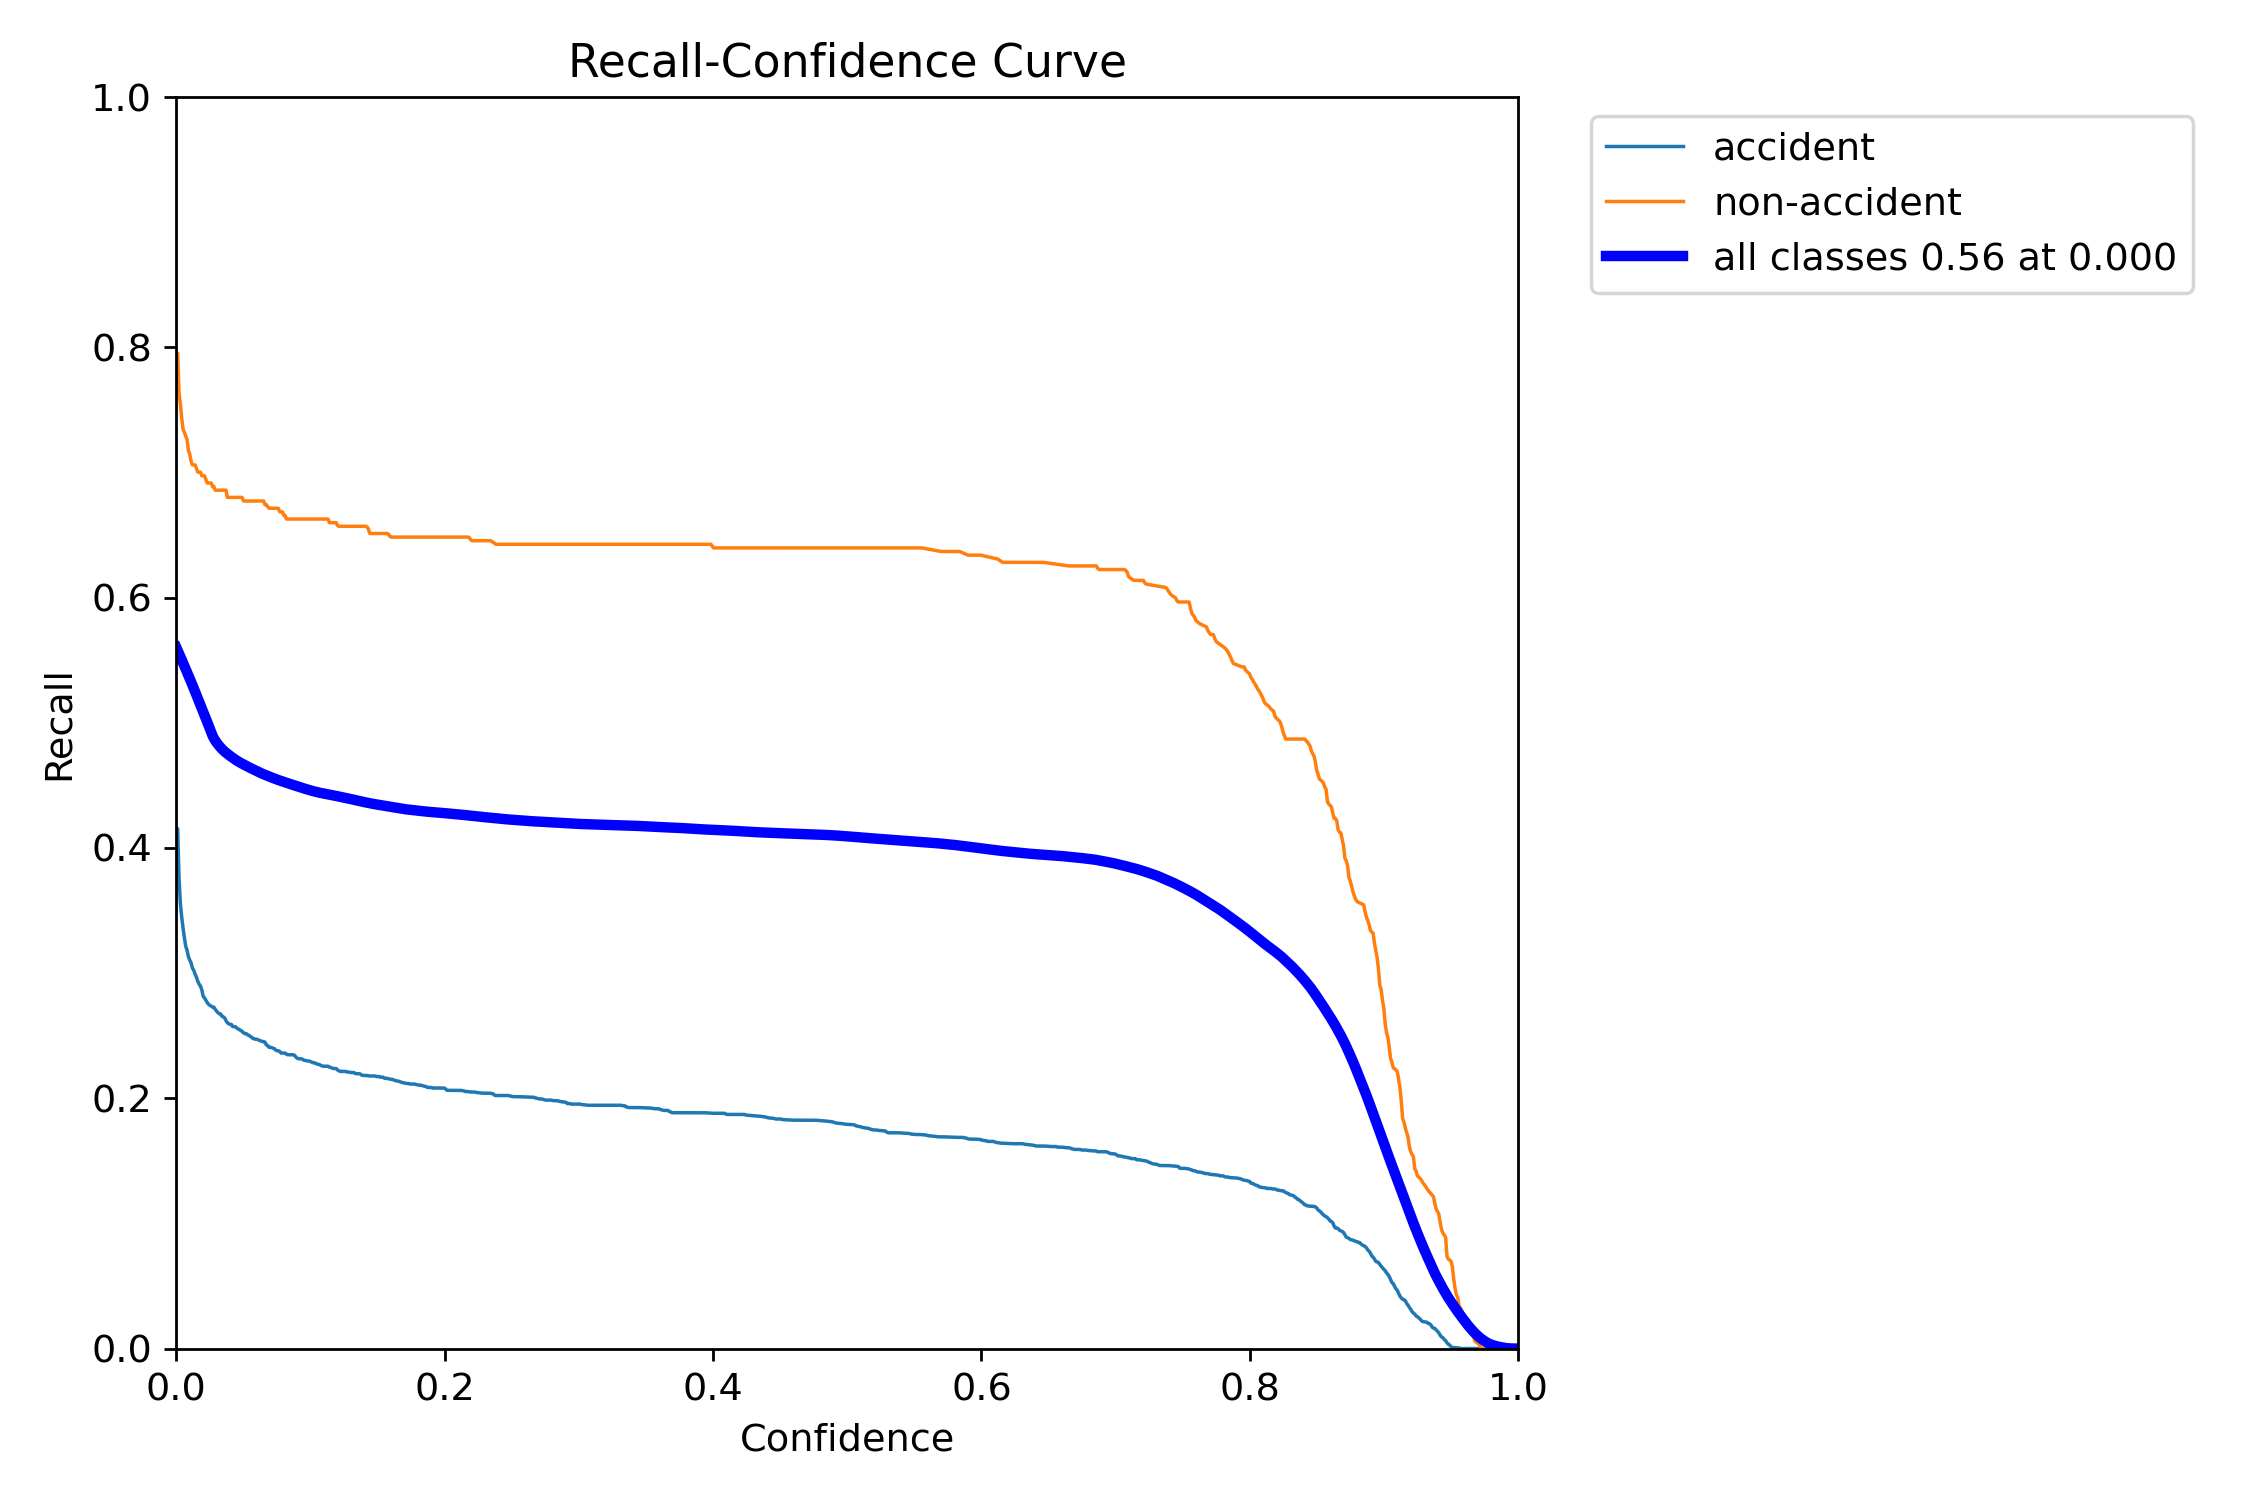 Recall-Confidence Curve
1.0
0.8
0.6
0.4
0.2
0.0
Recall
0.0 0.2 0.4 0.6 0.8 1.0
Confidence
accident
non-accident
all classes 0.56 at 0.000